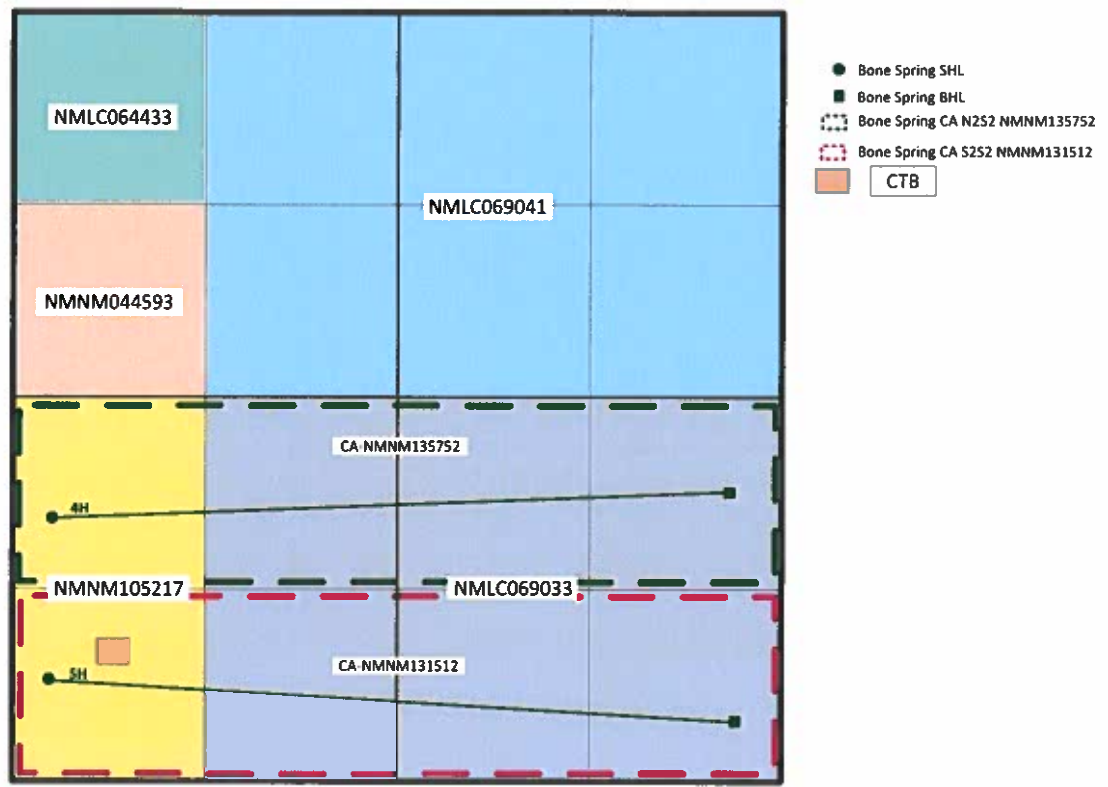 NMLC064433
NMLC069041
NMNM044593
CA-NMNM135752
4H
NMNM105217
NMLC069033
CA-NMNM131512
5H
Bone Spring SHL
Bone Spring BHL
Bone Spring CA N2S2 NMNM135752
Bone Spring CA S2S2 NMNM131512
CTB